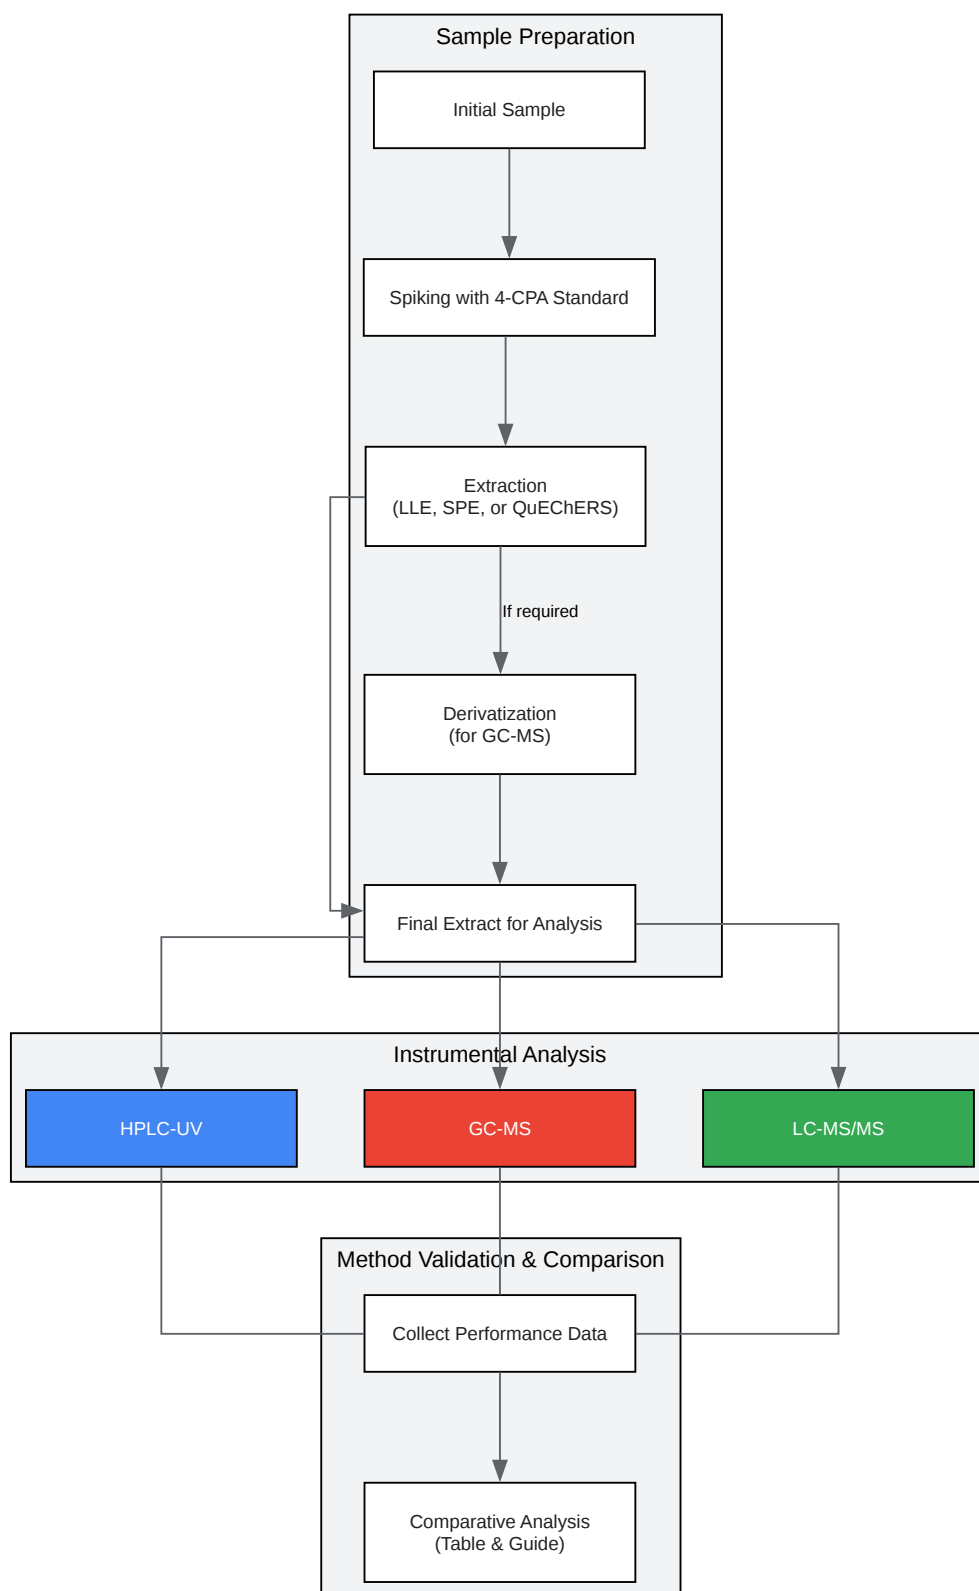 Sample Preparation
Initial Sample
Spiking with 4-CPA Standard
Extraction
(LLE, SPE, or QuEChERS)
If required
Derivatization
(for GC-MS)
Final Extract for Analysis
Instrumental Analysis
HPLC-UV
GC-MS
LC-MS/MS
Method Validation & Comparison
Collect Performance Data
Comparative Analysis
(Table & Guide)